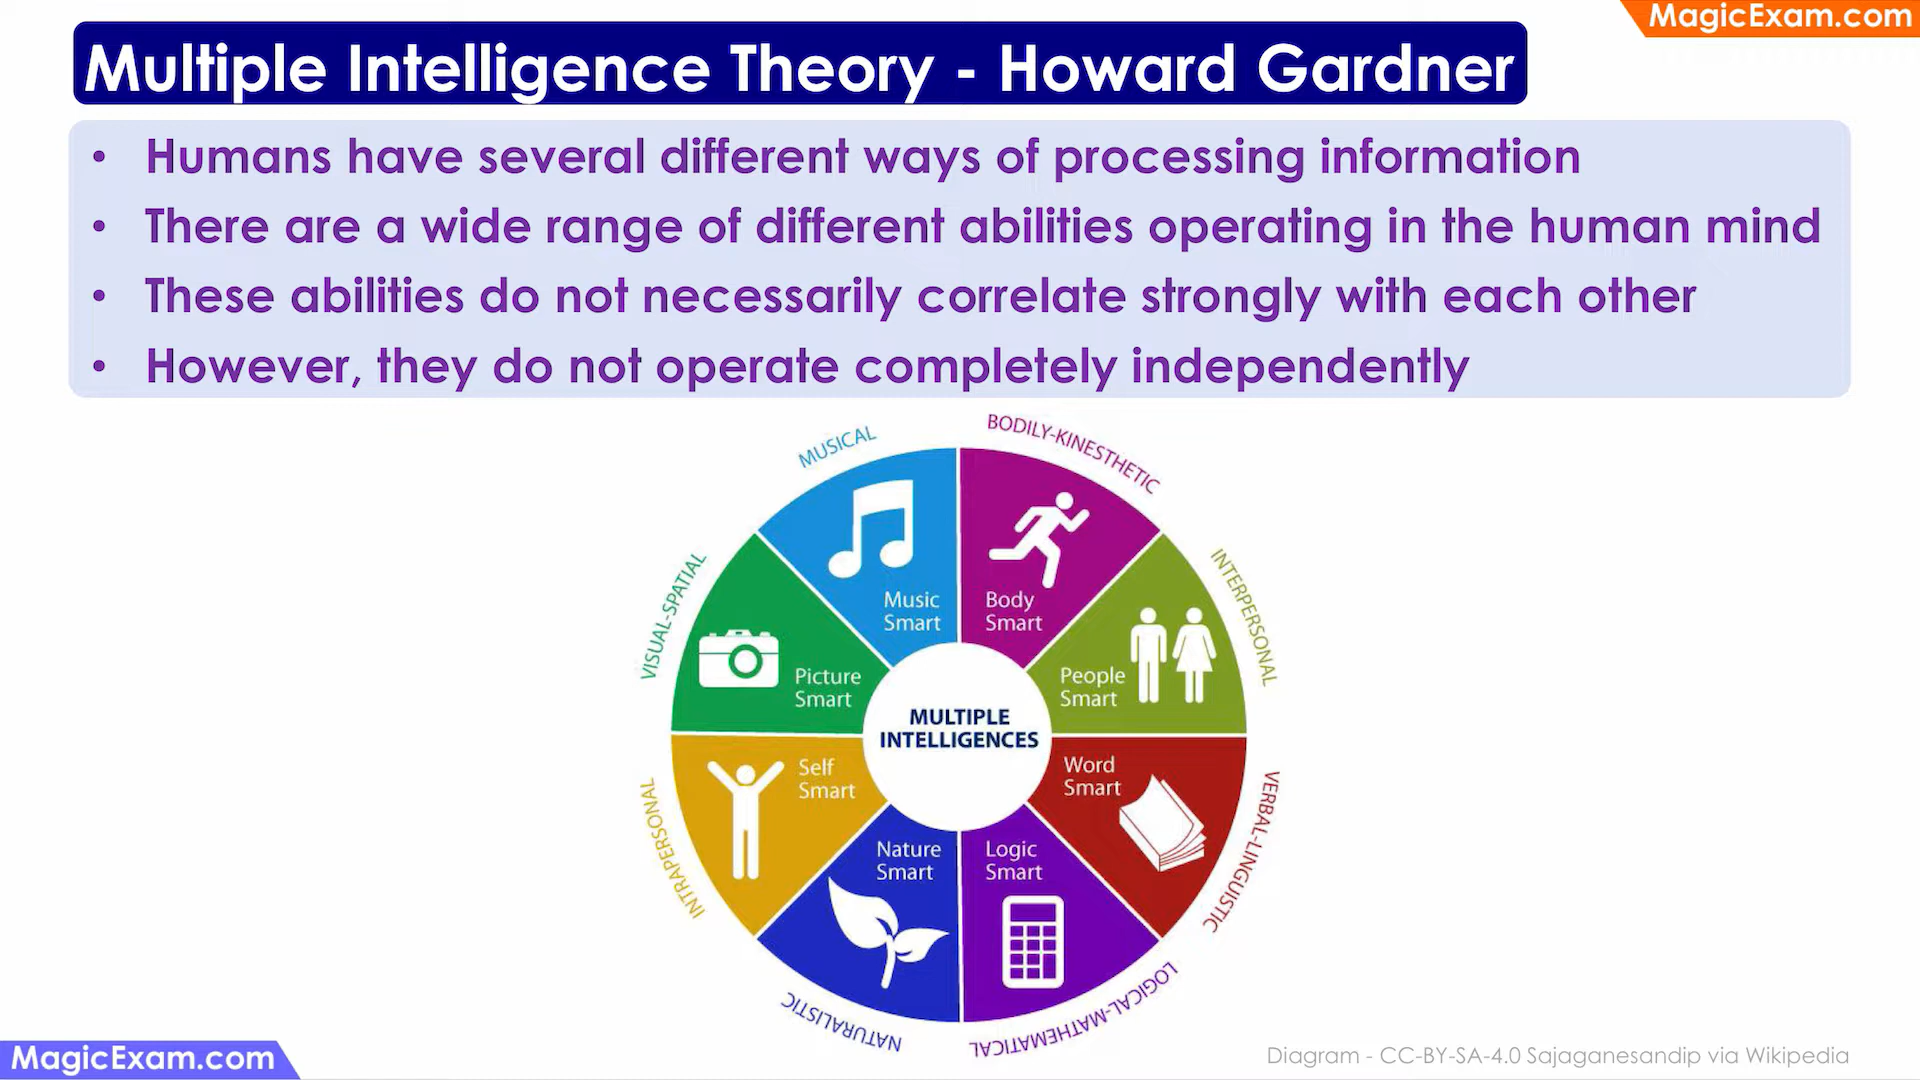 MagicExam.com
Multiple Intelligence Theory - Howard Gardner
• Humans have several different ways of processing information
• There are a wide range of different abilities operating in the human mind
• These abilities do not necessarily correlate strongly with each other
• However, they do not operate completely independently
MUSICAL
BODILY-KINESTHETIC
VISUAL-SPATIAL
INTERPERSONAL
Music
Smart
Body
Smart
Picture
Smart
People
Smart
MULTIPLE
INTELLIGENCES
Self
Smart
Word
Smart
INTRAPERSONAL
VERBAL-LINGUISTIC
Nature
Smart
Logic
Smart
NATURALISTIC
LOGICAL-MATHEMATICAL
MagicExam.com
Diagram - CC-BY-SA-4.0 Sajaganesandip via Wikipedia